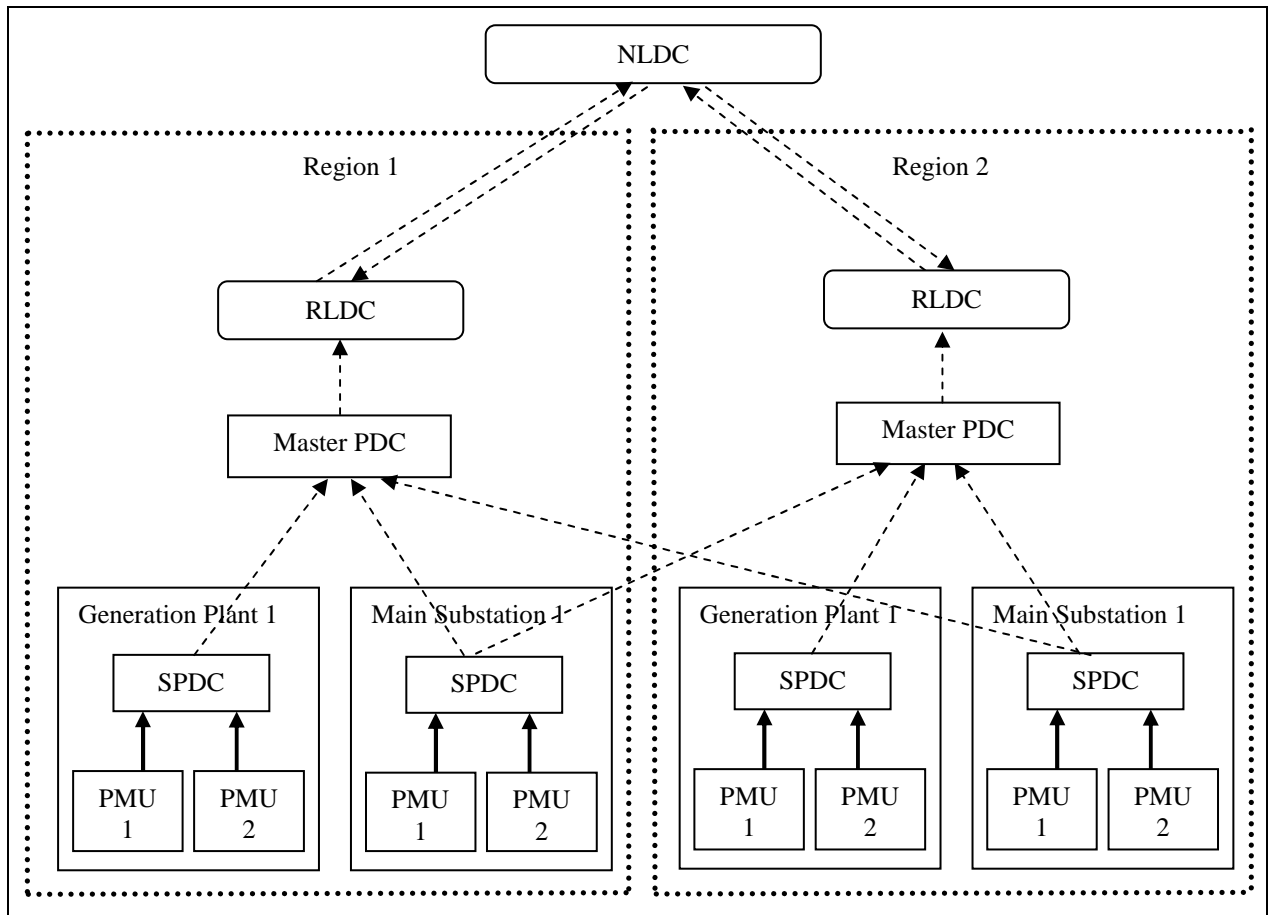 NLDC
Region 1
Region 2
RLDC
RLDC
Master PDC
Master PDC
Generation Plant 1
Main Substation 1
Generation Plant 1
Main Substation 1
SPDC
SPDC
SPDC
SPDC
PMU
1
PMU
2
PMU
1
PMU
2
PMU
1
PMU
2
PMU
1
PMU
2